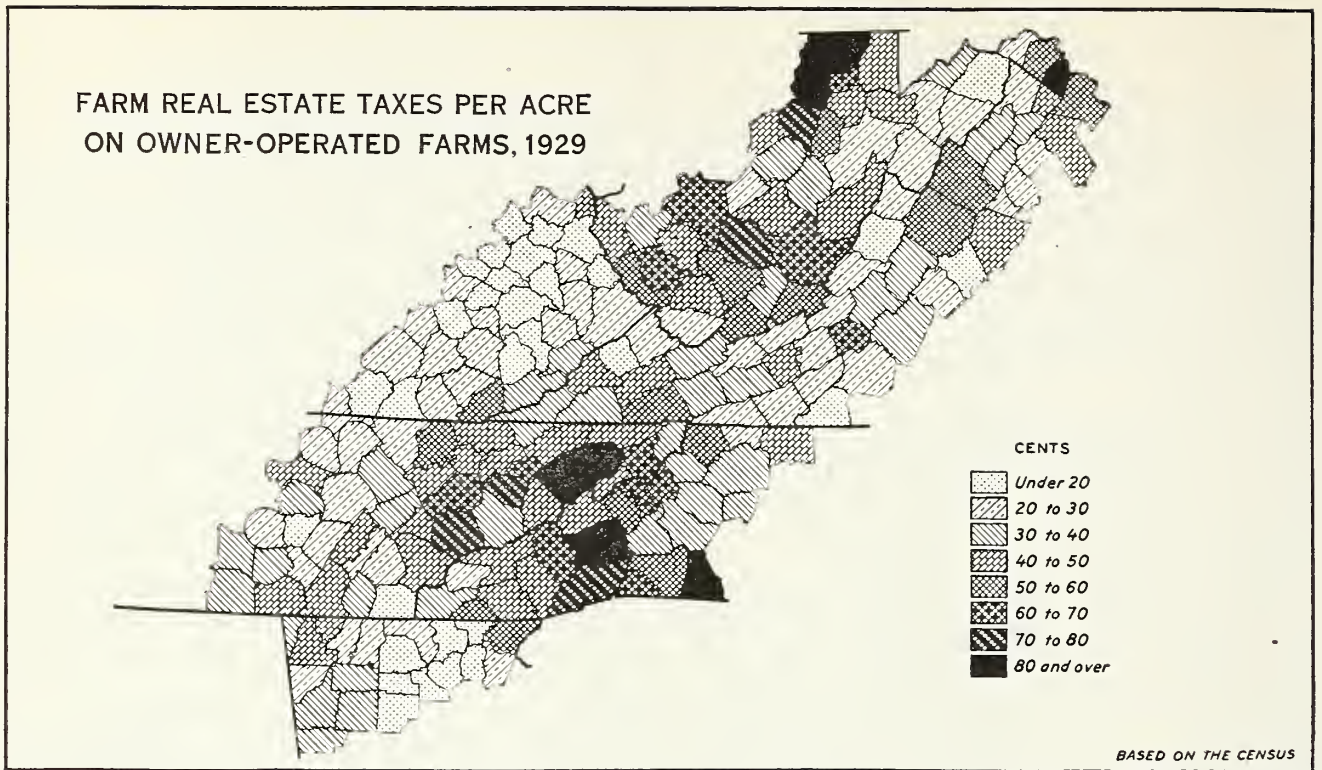 FARM REAL ESTATE TAXES PER ACRE
ON OWNER-OPERATED FARMS, 1929
CENTS
Under 20
20 to 30
30 to 40
40 to 50
50 to 60
60 to 70
70 to 80
80 and over
BASED ON THE CENSUS